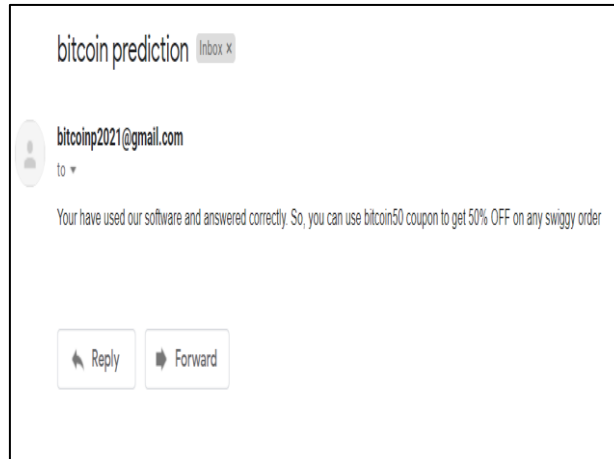 bitcoin prediction Inbox ×
bitcoinp2021@gmail.com
to
Your have used our software and answered correctly. So, you can use bitcoin50 coupon to get 50% OFF on any swiggy order
Reply Forward